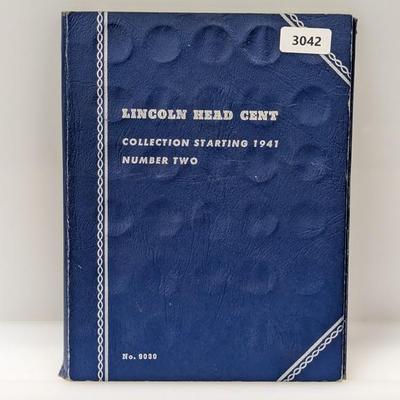 3042
LINCOLN HEAD CENT
COLLECTION STARTING 1941
NUMBER TWO
No. 9030